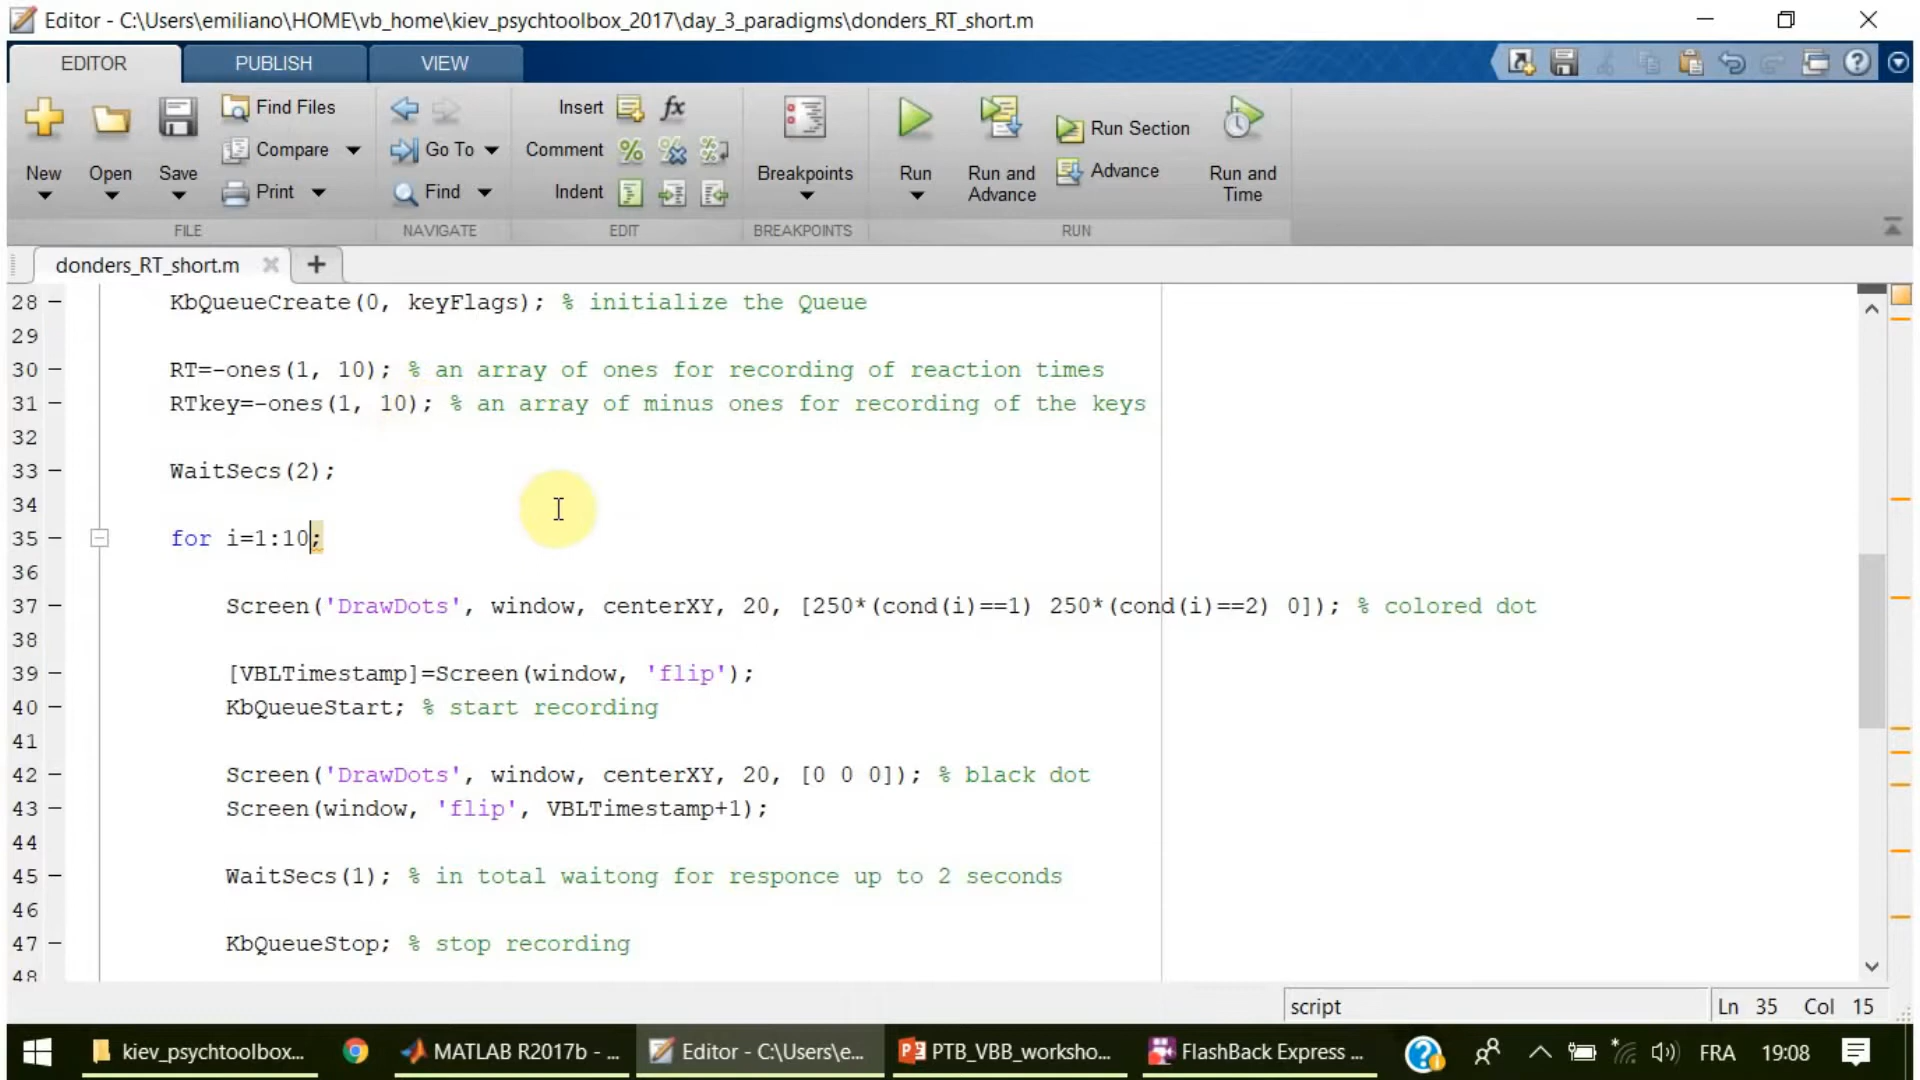 Editor - C:\Users\emiliano\HOME\vb_home\kiev_psychtoolbox_2017\day_3_paradigms\donders_RT_short.m
EDITOR PUBLISH VIEW
New Open Save Find Files Compare Print
Go To Find
Insert fx
Comment
Indent
Breakpoints
Run Run and Advance Run Section Advance Run and Time
FILE NAVIGATE EDIT BREAKPOINTS RUN
donders_RT_short.m
28 – KbQueueCreate(0, keyFlags); % initialize the Queue
29
30 – RT=-ones(1, 10); % an array of ones for recording of reaction times
31 – RTkey=-ones(1, 10); % an array of minus ones for recording of the keys
32
33 – WaitSecs(2);
34
35 – for i=1:10;
36
37 – Screen('DrawDots', window, centerXY, 20, [250*(cond(i)==1) 250*(cond(i)==2) 0]); % colored dot
38
39 – [VBLTimestamp]=Screen(window, 'flip');
40 – KbQueueStart; % start recording
41
42 – Screen('DrawDots', window, centerXY, 20, [0 0 0]); % black dot
43 – Screen(window, 'flip', VBLTimestamp+1);
44
45 – WaitSecs(1); % in total waitong for responce up to 2 seconds
46
47 – KbQueueStop; % stop recording
48
script Ln 35 Col 15
kiev_psychtoolbox... MATLAB R2017b - ... Editor - C:\Users\e... PTB_VBB_worksho... FlashBack Express ... FRA 19:08